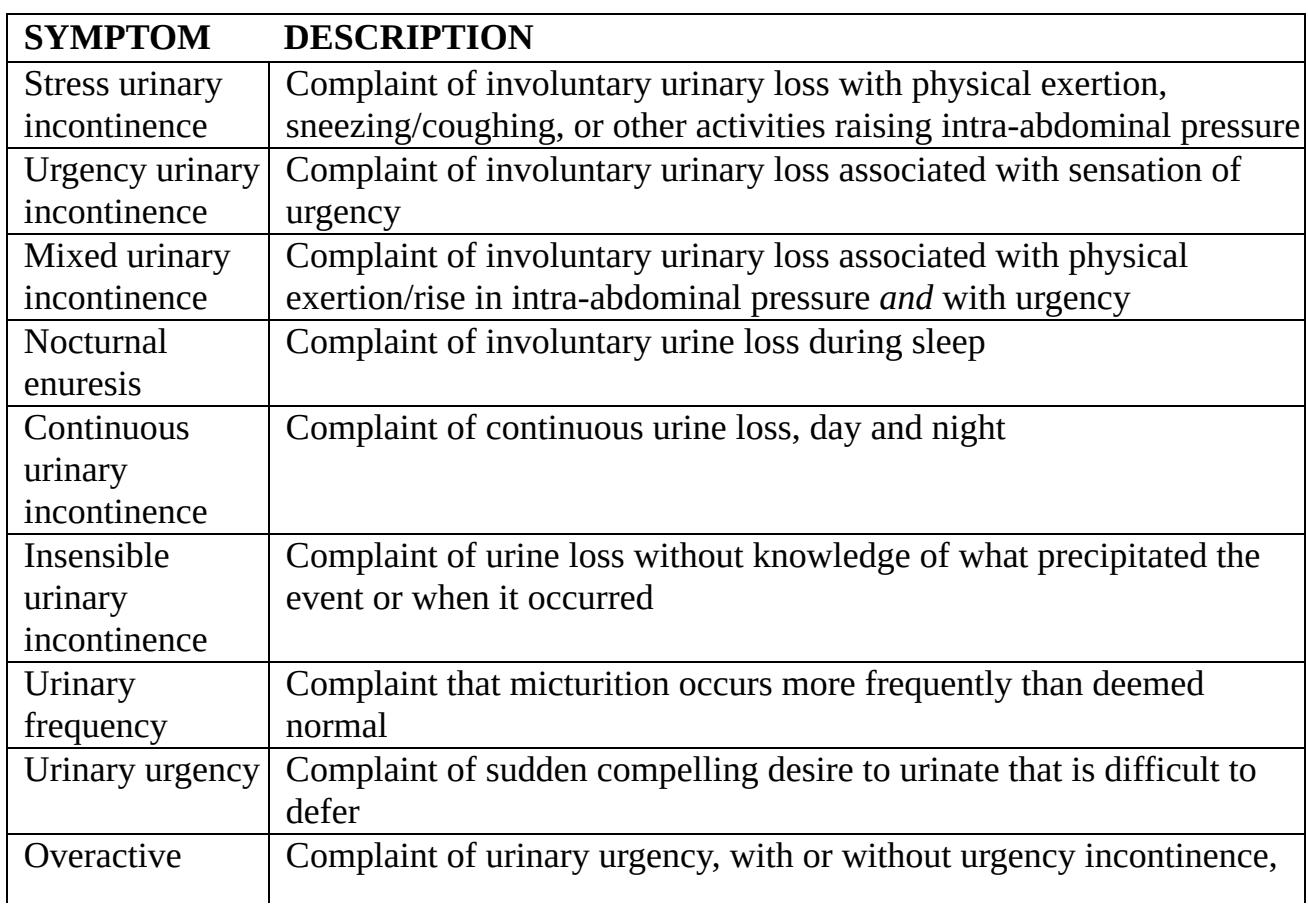 SYMPTOM DESCRIPTION
Stress urinary Complaint of involuntary urinary loss with physical exertion,
incontinence sneezing/coughing, or other activities raising intra-abdominal pressure
Urgency urinary Complaint of involuntary urinary loss associated with sensation of
incontinence urgency
Mixed urinary Complaint of involuntary urinary loss associated with physical
incontinence exertion/rise in intra-abdominal pressure and with urgency
Nocturnal Complaint of involuntary urine loss during sleep
enuresis
Continuous Complaint of continuous urine loss, day and night
urinary
incontinence
Insensible Complaint of urine loss without knowledge of what precipitated the
urinary event or when it occurred
incontinence
Urinary Complaint that micturition occurs more frequently than deemed
frequency normal
Urinary urgency Complaint of sudden compelling desire to urinate that is difficult to
defer
Overactive Complaint of urinary urgency, with or without urgency incontinence,